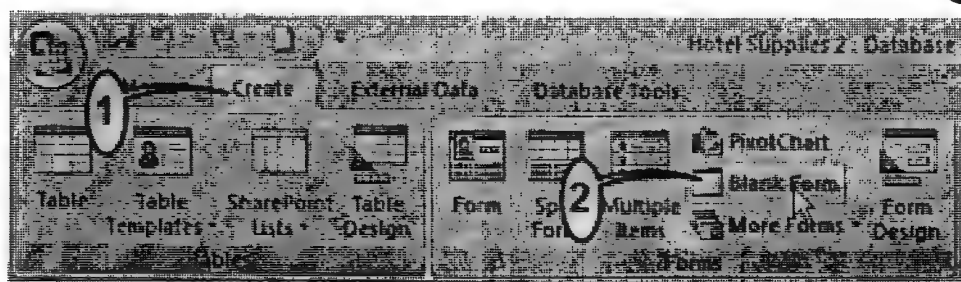 Hotel Supplies 2 : Database
1
Create External Data Database Tools
PivotChart
2
Blank Form
Table Table SharePoint Table Form Multiple Form
Templates Lists Design Items More Forms Design
Tables Forms